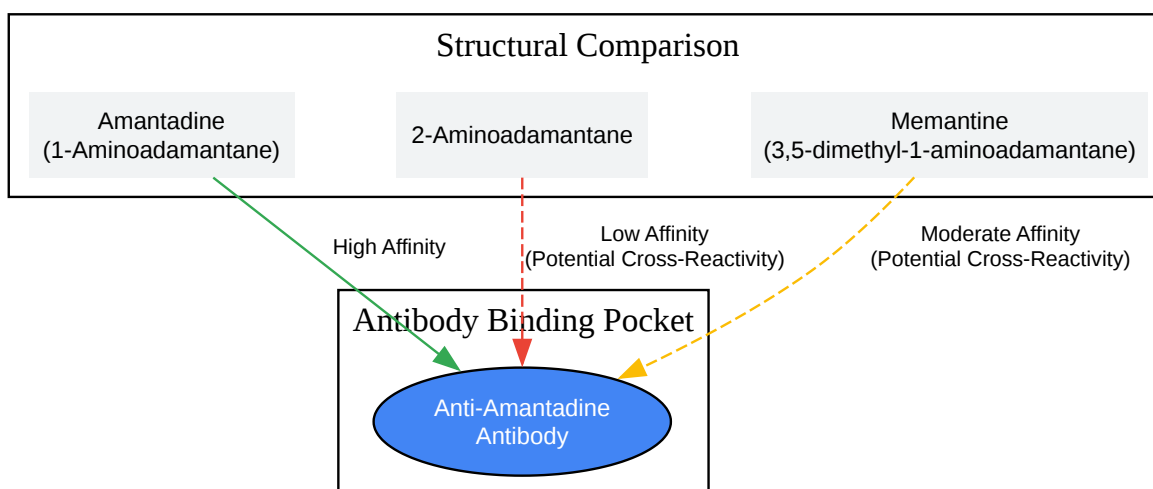 Structural Comparison
Amantadine
(1-Aminoadamantane)
2-Aminoadamantane
Memantine
(3,5-dimethyl-1-aminoadamantane)
High Affinity
Low Affinity
(Potential Cross-Reactivity)
Moderate Affinity
(Potential Cross-Reactivity)
Antibody Binding Pocket
Anti-Amantadine
Antibody